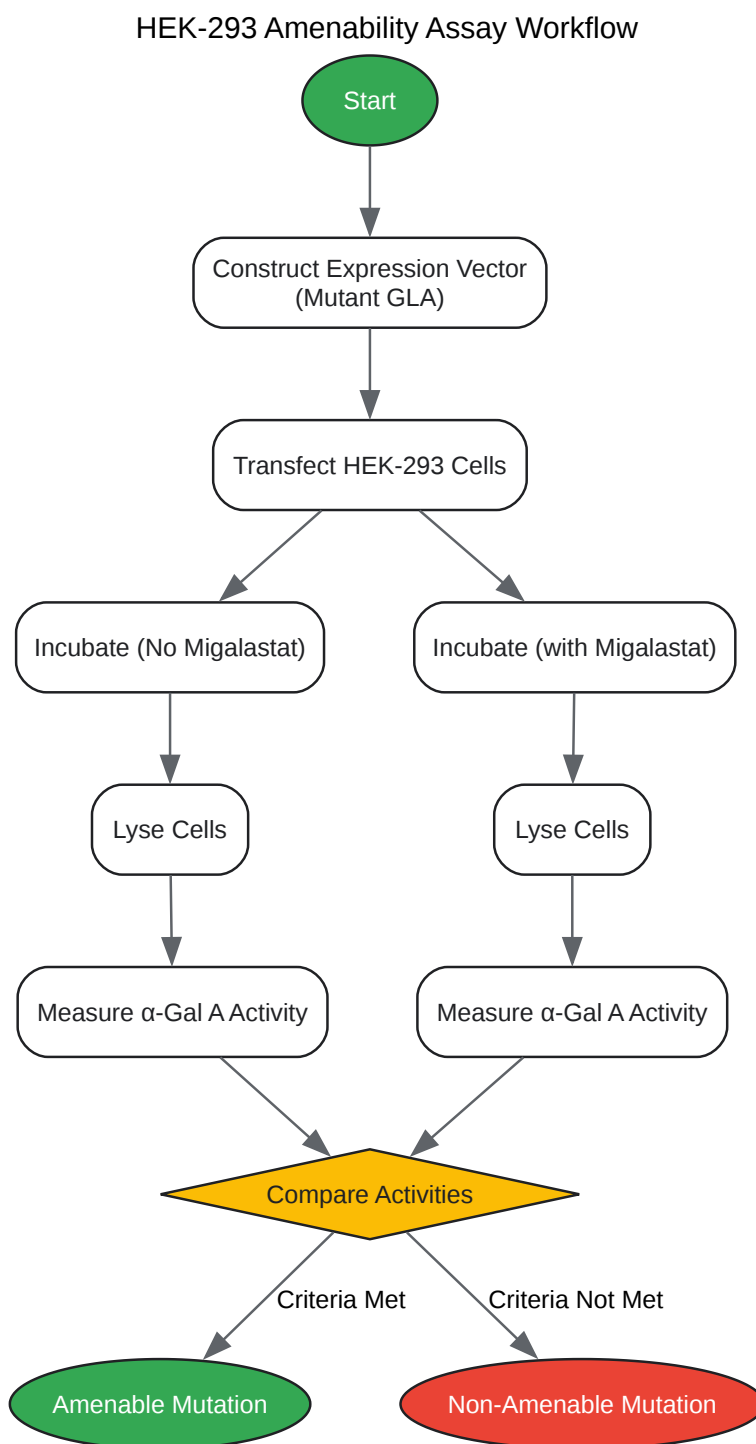 HEK-293 Amenability Assay Workflow
Start
Construct Expression Vector
(Mutant GLA)
Transfect HEK-293 Cells
Incubate (No Migalastat)
Incubate (with Migalastat)
Lyse Cells
Lyse Cells
Measure α-Gal A Activity
Measure α-Gal A Activity
Compare Activities
Criteria Met
Criteria Not Met
Amenable Mutation
Non-Amenable Mutation